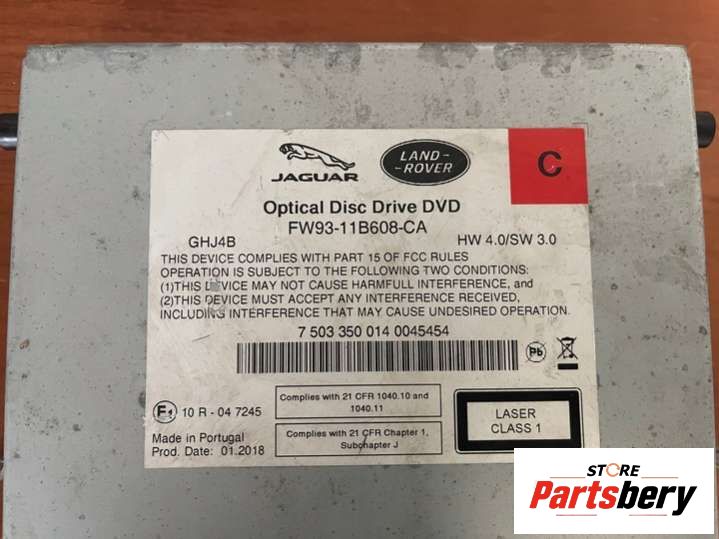 JAGUAR
LAND-
-ROVER
C
Optical Disc Drive DVD
FW93-11B608-CA
GHJ4B HW 4.0/SW 3.0
THIS DEVICE COMPLIES WITH PART 15 OF FCC RULES
OPERATION IS SUBJECT TO THE FOLLOWING TWO CONDITIONS:
(1)THIS DEVICE MAY NOT CAUSE HARMFULL INTERFERENCE, and
(2)THIS DEVICE MUST ACCEPT ANY INTERFERENCE RECEIVED,
INCLUDING INTERFERENCE THAT MAY CAUSE UNDESIRED OPERATION.
7 503 350 014 0045454
Pb
E1 10 R - 04 7245
Complies with 21 CFR 1040.10 and
1040.11
Complies with 21 CFR Chapter 1,
Subchapter J
LASER
CLASS 1
Made in Portugal
Prod. Date: 01.2018
STORE
Partsbery